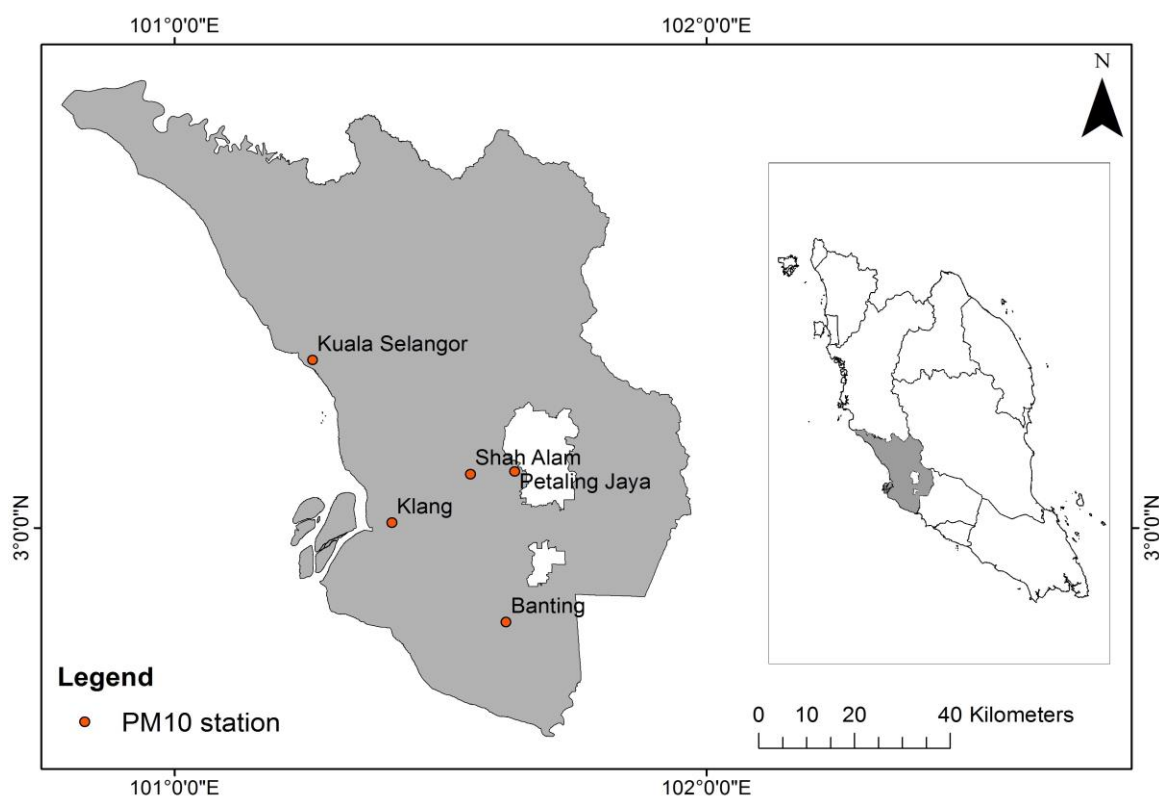 101°0'0"E 102°0'0"E
N
Kuala Selangor
Shah Alam
Petaling Jaya
Klang
3°0'0"N 3°0'0"N
Banting
Legend
PM10 station
0 10 20 40 Kilometers
101°0'0"E 102°0'0"E